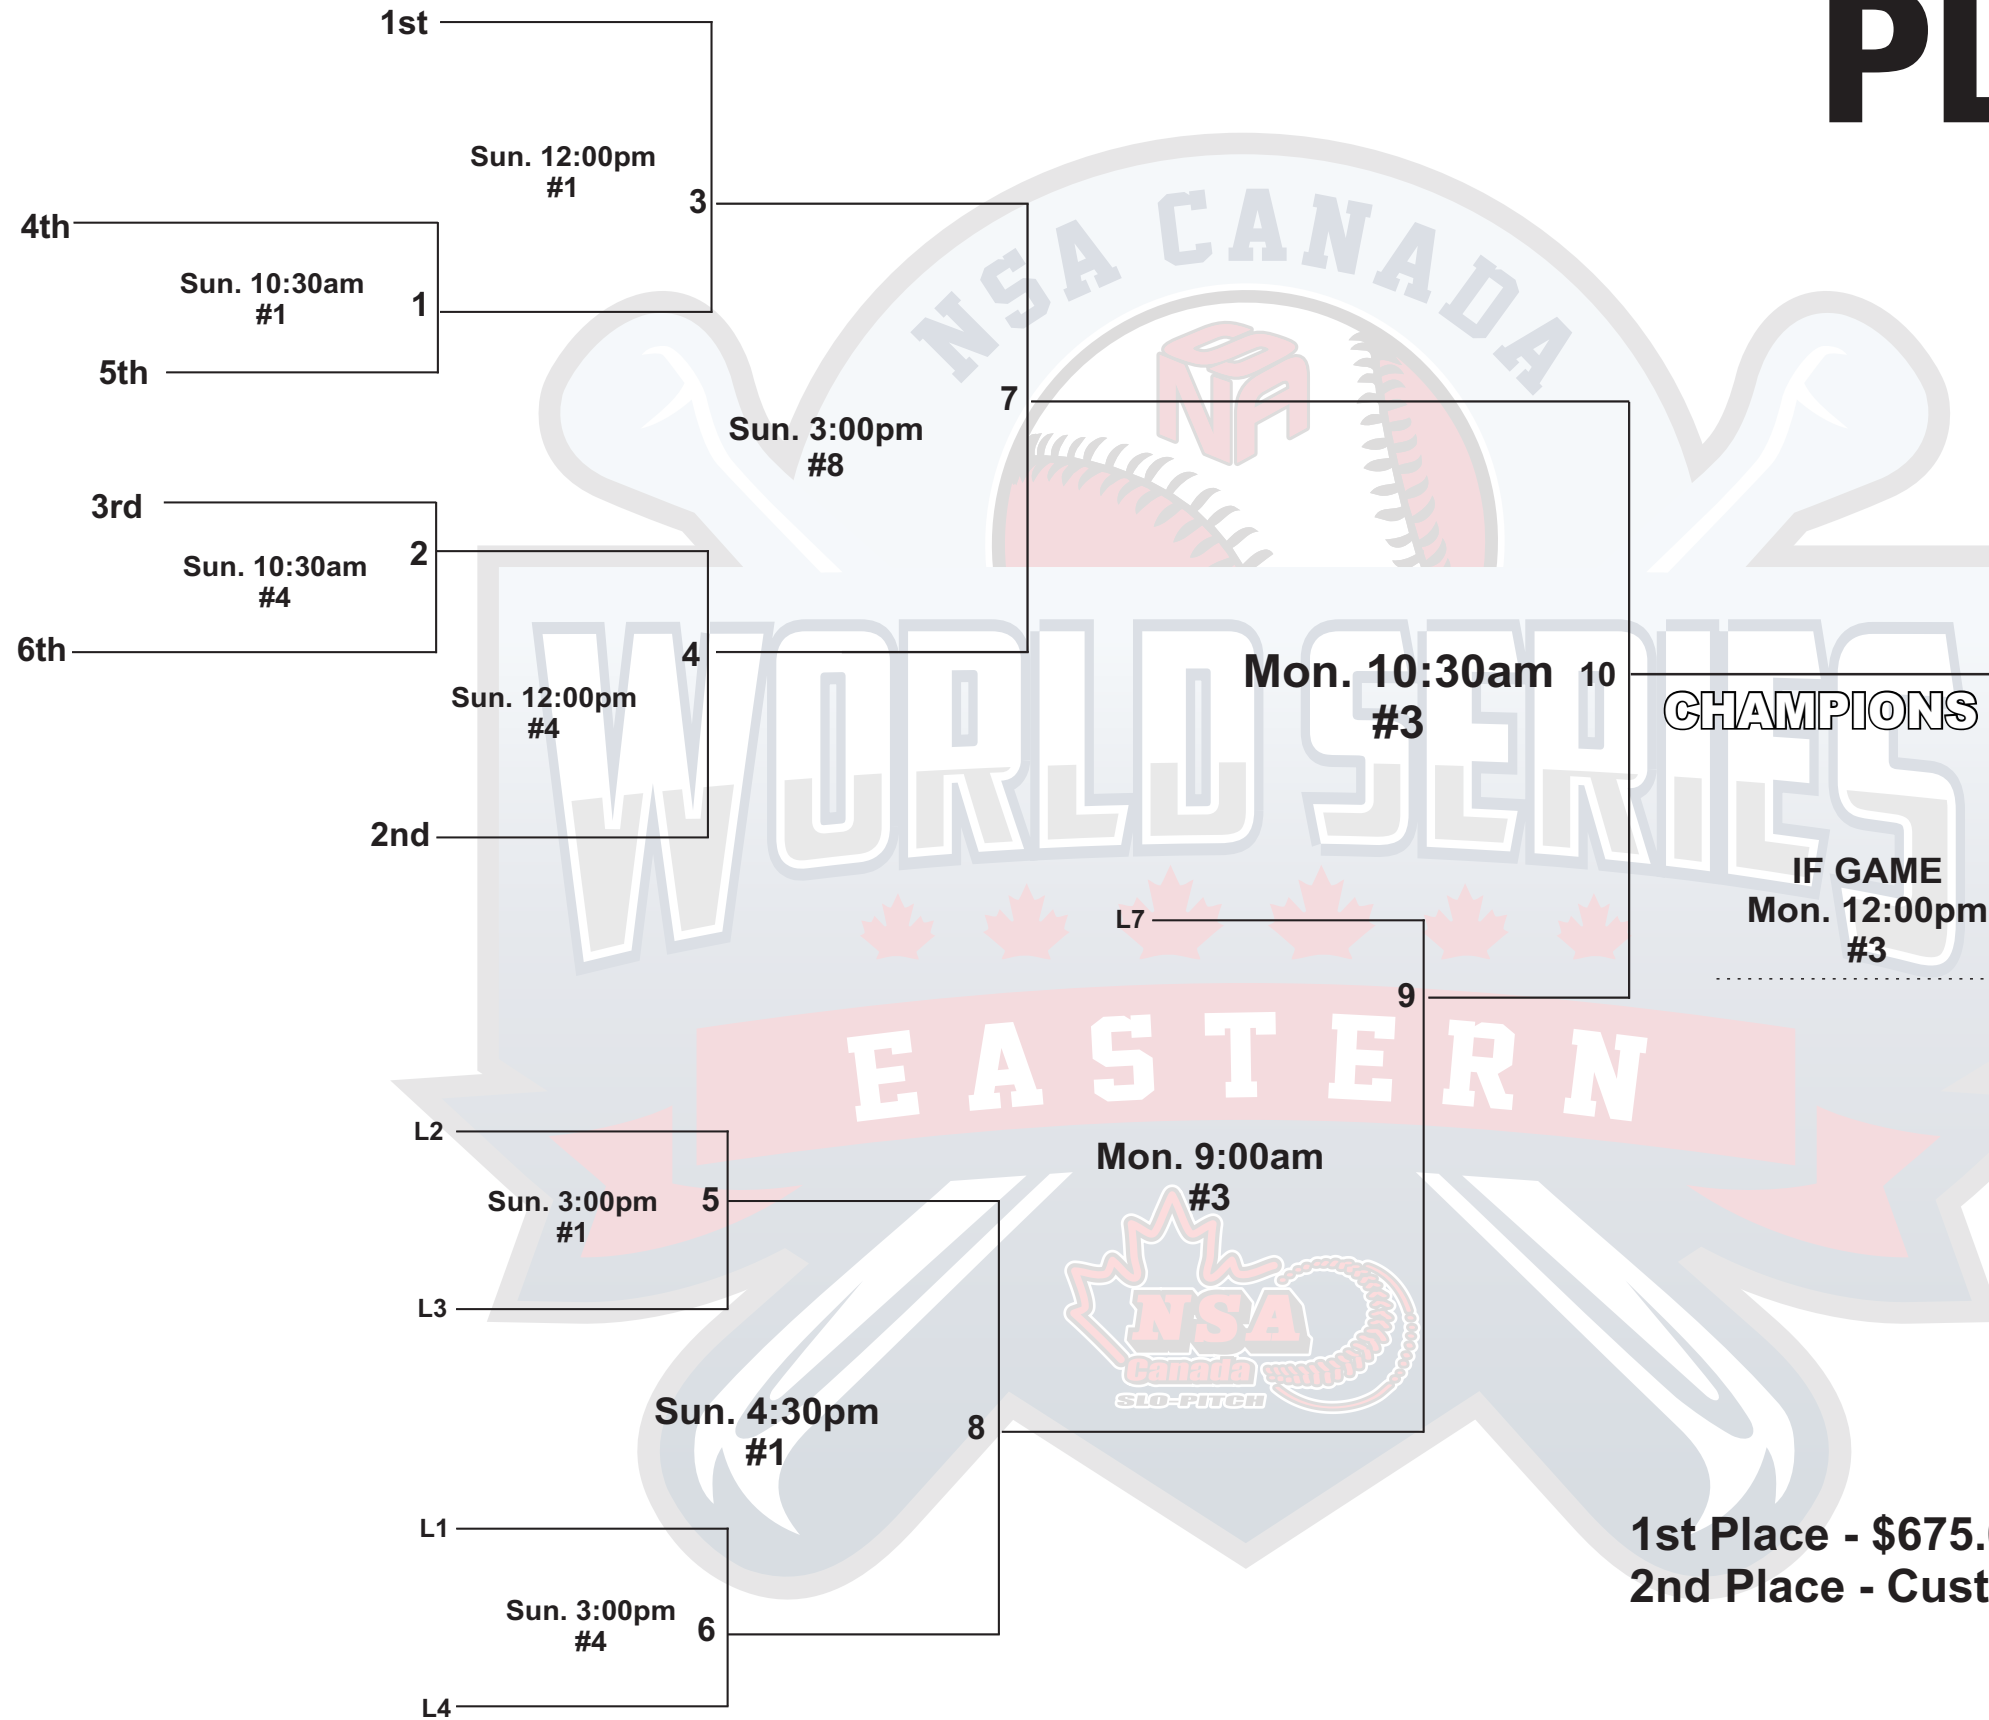 PL
1st
Sun. 12:00pm
#1
3
4th
Sun. 10:30am
#1
1
5th
7
Sun. 3:00pm
#8
3rd
2
Sun. 10:30am
#4
6th
4
Sun. 12:00pm
#4
2nd
Mon. 10:30am
#3
10
CHAMPIONS
IF GAME
Mon. 12:00pm
#3
L7
9
L2
Sun. 3:00pm
#1
5
L3
Mon. 9:00am
#3
Sun. 4:30pm
#1
8
L1
Sun. 3:00pm
#4
6
L4
1st Place - $675.
2nd Place - Cust
NSA CANADA
NSA
WORLD SERIES
EASTERN
NSA
Canada
SLO-PITCH